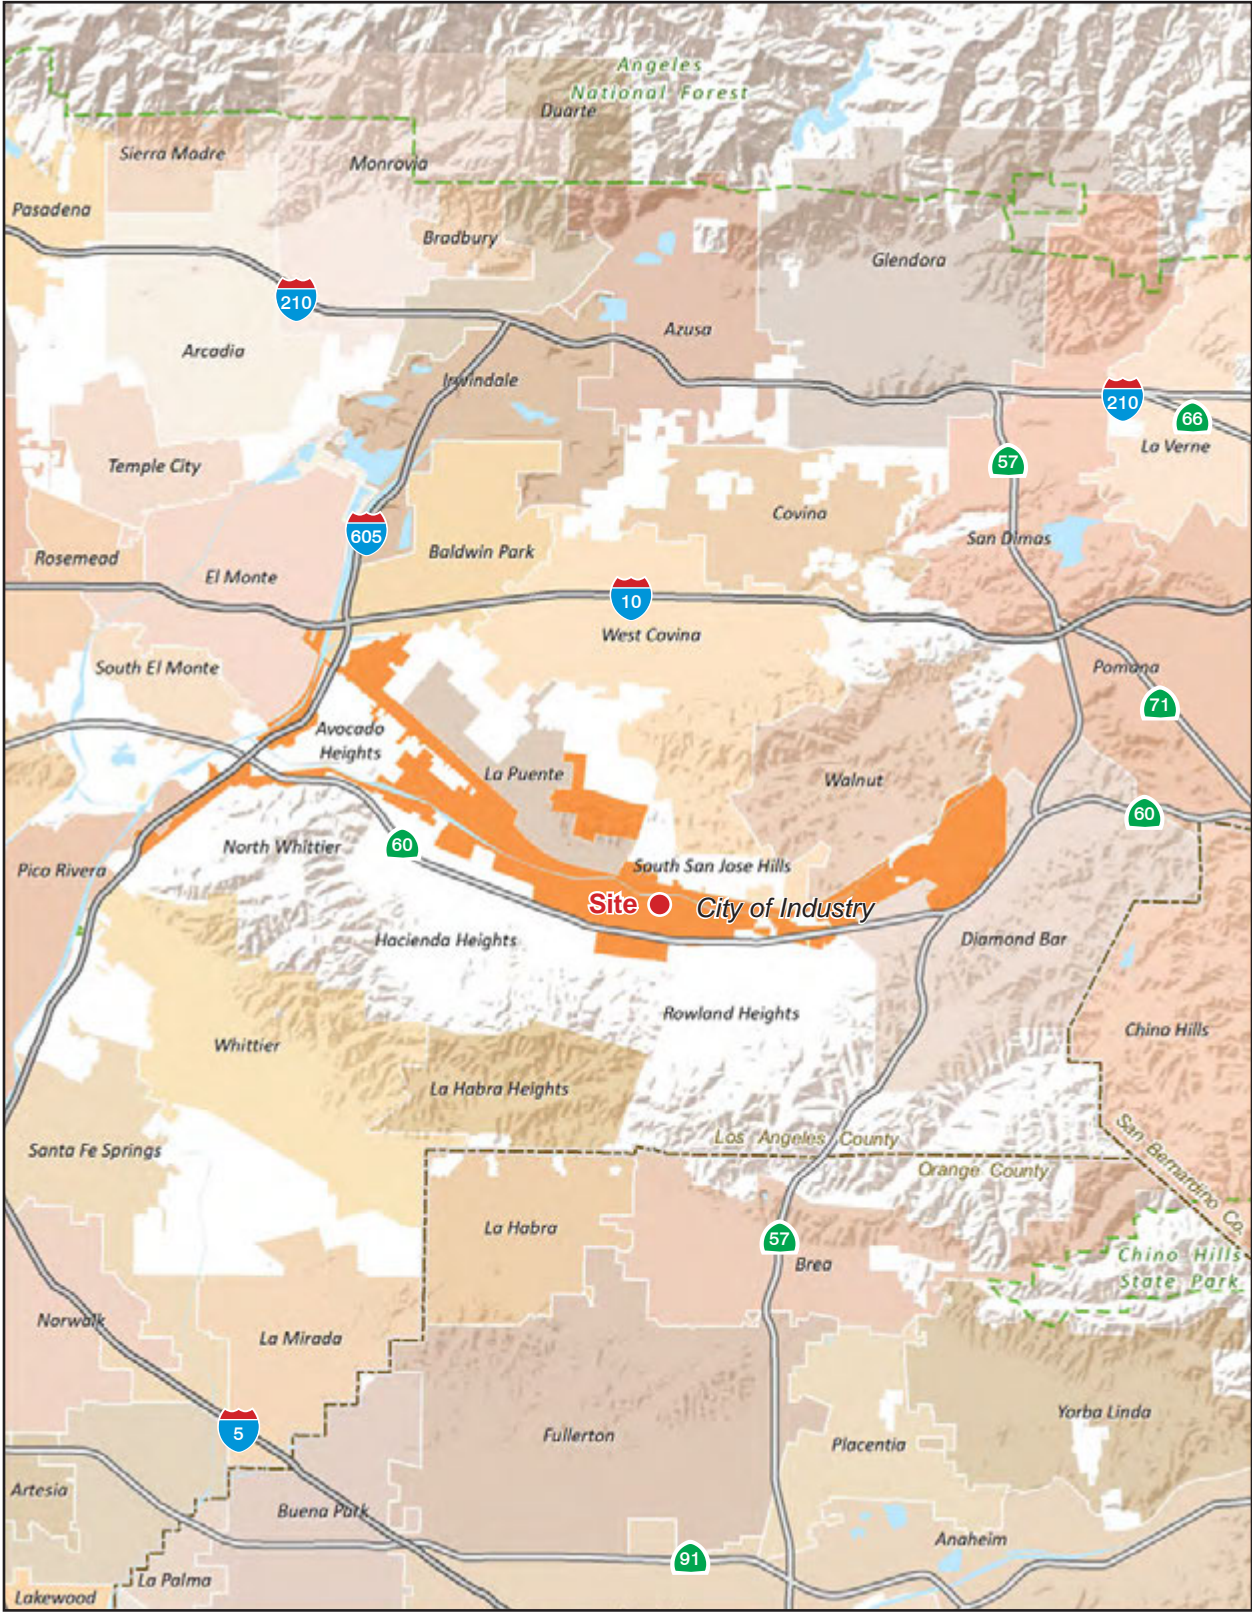 Angeles
National Forest
Duarte
Sierra Madre
Monrovia
Pasadena
Bradbury
Glendora
210
Azusa
Arcadia
Irwindale
210
66
La Verne
57
Temple City
Covina
605
San Dimas
Rosemead
Baldwin Park
El Monte
10
West Covina
South El Monte
Pomona
71
Avocado
Heights
La Puente
Walnut
60
60
North Whittier
South San Jose Hills
Pico Rivera
Site
City of Industry
Hacienda Heights
Diamond Bar
Rowland Heights
Chino Hills
Whittier
La Habra Heights
Los Angeles County
Santa Fe Springs
Orange County
San Bernardino Co.
La Habra
57
Brea
Chino Hills
State Park
Norwalk
La Mirada
5
Fullerton
Yorba Linda
Placentia
Artesia
Buena Park
Anaheim
91
La Palma
Lakewood